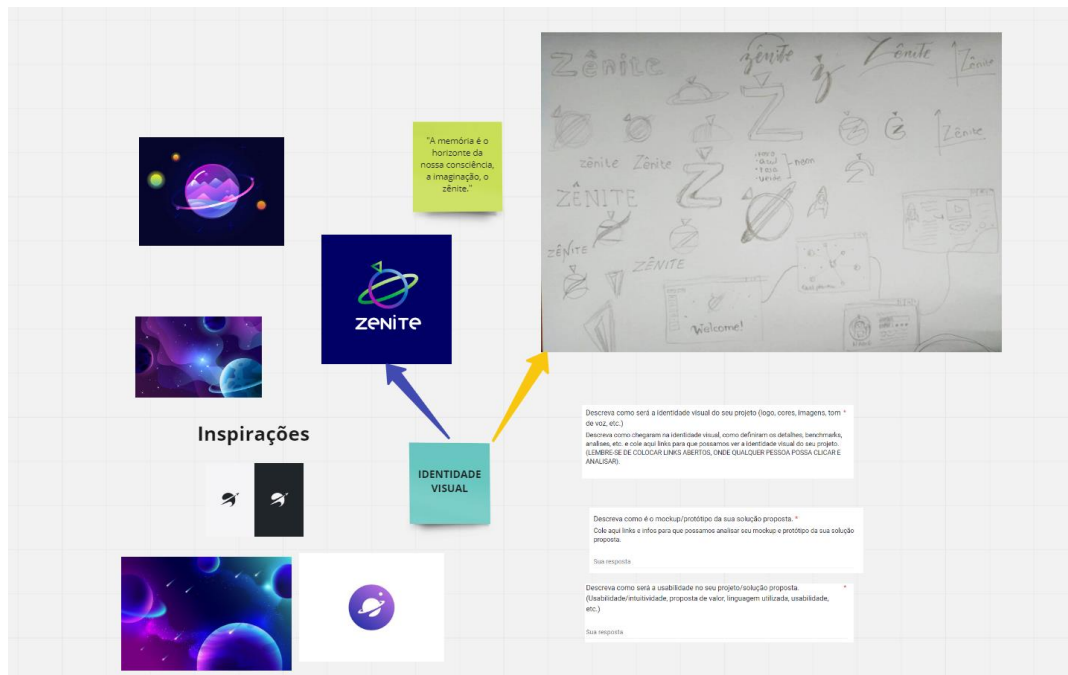 "A memória é o
horizonte da
nossa consciência,
a imaginação, o
zênite."
ZENITE
Inspirações
IDENTIDADE
VISUAL
Zênite
zênite
Z
Zênite
Zênite
Zênite
zênite
Zênite
neon
ZÊNITE
zÊNITE
ZÊNITE
Welcome!
Descreva como será a identidade visual do seu projeto (logo, cores, imagens, tom *
de voz, etc.)
Descreva como chegaram na identidade visual, como definiram os detalhes, benchmarks,
analises, etc. e cole aqui links para que possamos ver a identidade visual do seu projeto.
(LEMBRE-SE DE COLOCAR LINKS ABERTOS, ONDE QUALQUER PESSOA POSSA CLICAR E
ANALISAR).
Descreva como é o mockup/protótipo da sua solução proposta. *
Cole aqui links e infos para que possamos analisar seu mockup e protótipo da sua solução
proposta.
Sua resposta
Descreva como será a usabilidade no seu projeto/solução proposta. *
(Usabilidade/intuitividade, proposta de valor, linguagem utilizada, usabilidade,
etc.)
Sua resposta